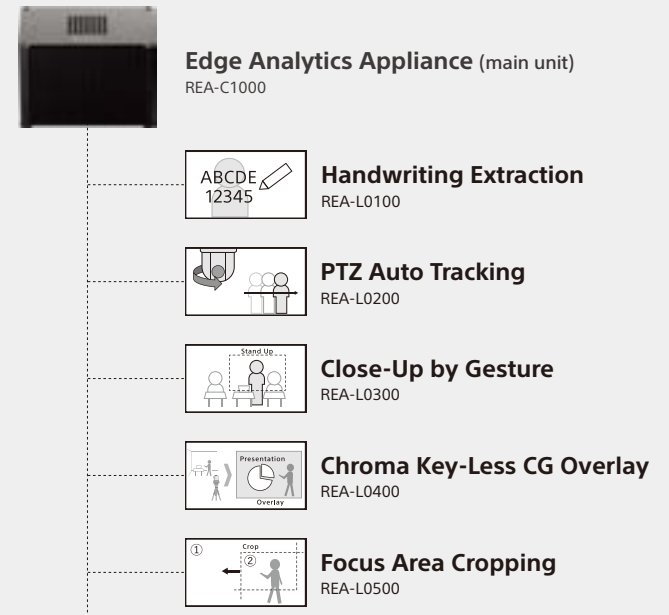 Edge Analytics Appliance (main unit)
REA-C1000
ABCDE
12345
Handwriting Extraction
REA-L0100
PTZ Auto Tracking
REA-L0200
Stand Up
Close-Up by Gesture
REA-L0300
Presentation
Overlay
Chroma Key-Less CG Overlay
REA-L0400
①
Crop
②
Focus Area Cropping
REA-L0500